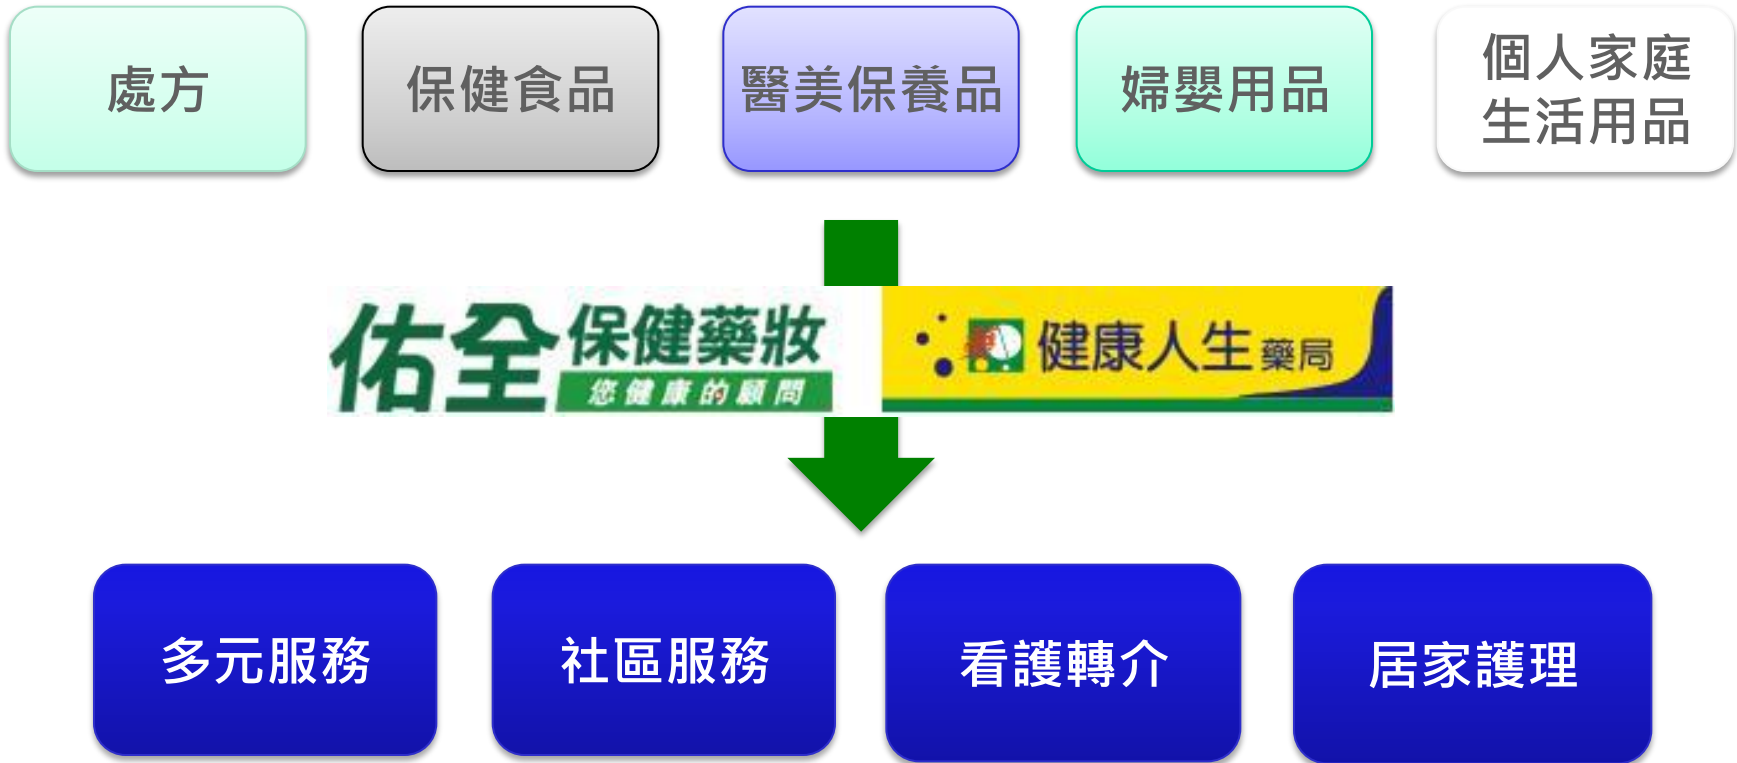 處方
保健食品
醫美保養品
婦嬰用品
個人家庭
生活用品
佑全保健藥妝
您健康的顧問
健康人生藥局
多元服務
社區服務
看護轉介
居家護理